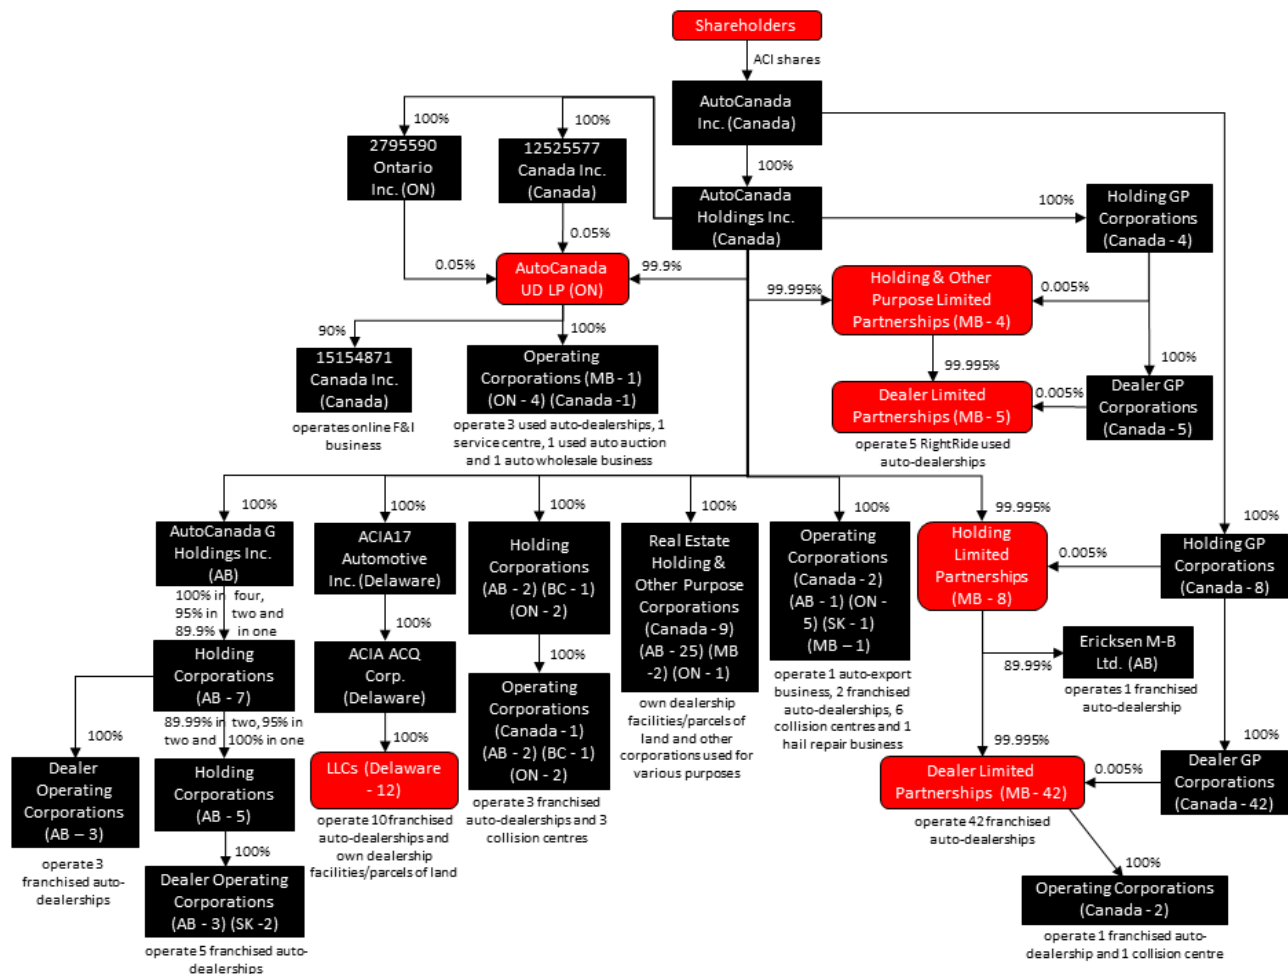 Shareholders
ACI shares
AutoCanada
Inc. (Canada)
100%
100%
100%
2795590
Ontario
Inc. (ON)
12525577
Canada Inc.
(Canada)
AutoCanada
Holdings Inc.
(Canada)
100%
Holding GP
Corporations
(Canada - 4)
0.05%
0.05%
99.9%
AutoCanada
UD LP (ON)
99.995%
Holding & Other
Purpose Limited
Partnerships (MB - 4)
0.005%
90%
100%
15154871
Canada Inc.
(Canada)
operates online F&I
business
Operating
Corporations (MB - 1)
(ON - 4) (Canada -1)
operate 3 used auto-dealerships, 1
service centre, 1 used auto auction
and 1 auto wholesale business
99.995%
100%
Dealer Limited
Partnerships (MB - 5)
0.005%
Dealer GP
Corporations
(Canada - 5)
operate 5 RightRide used
auto-dealerships
100%
100%
100%
100%
100%
99.995%
100%
AutoCanada G
Holdings Inc.
(AB)
100% in four,
95% in two and
89.9% in one
Holding
Corporations
(AB - 7)
89.99% in two, 95% in
two and 100% in one
100%
Dealer
Operating
Corporations
(AB – 3)
operate 3
franchised auto-
dealerships
Holding
Corporations
(AB - 5)
100%
Dealer Operating
Corporations
(AB - 3) (SK -2)
operate 5 franchised auto-
dealerships
ACIA17
Automotive
Inc. (Delaware)
100%
ACIA ACQ
Corp.
(Delaware)
100%
LLCs (Delaware
- 12)
operate 10 franchised
auto-dealerships and
own dealership
facilities/parcels of land
Holding
Corporations
(AB - 2) (BC - 1)
(ON - 2)
100%
Operating
Corporations
(Canada - 1)
(AB - 2) (BC - 1)
(ON - 2)
operate 3 franchised
auto-dealerships and 3
collision centres
Real Estate
Holding &
Other Purpose
Corporations
(Canada - 9)
(AB - 25) (MB
-2) (ON - 1)
own dealership
facilities/parcels of
land and other
corporations used for
various purposes
Operating
Corporations
(Canada - 2)
(AB - 1) (ON -
5) (SK - 1)
(MB – 1)
operate 1 auto-export
business, 2 franchised
auto-dealerships, 6
collision centres and 1
hail repair business
Holding
Limited
Partnerships
(MB - 8)
0.005%
Holding GP
Corporations
(Canada - 8)
89.99%
Ericksen M-B
Ltd. (AB)
operates 1 franchised
auto-dealership
99.995%
100%
Dealer Limited
Partnerships (MB - 42)
0.005%
Dealer GP
Corporations
(Canada - 42)
operate 42 franchised
auto-dealerships
100%
Operating Corporations
(Canada - 2)
operate 1 franchised auto-
dealership and 1 collision centre